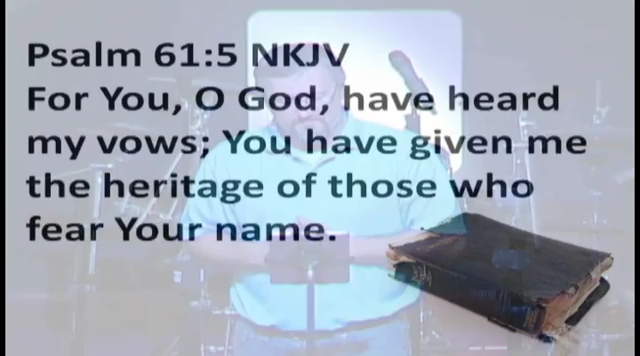 Psalm 61:5 NKJV
For You, O God, have heard
my vows; You have given me
the heritage of those who
fear Your name.